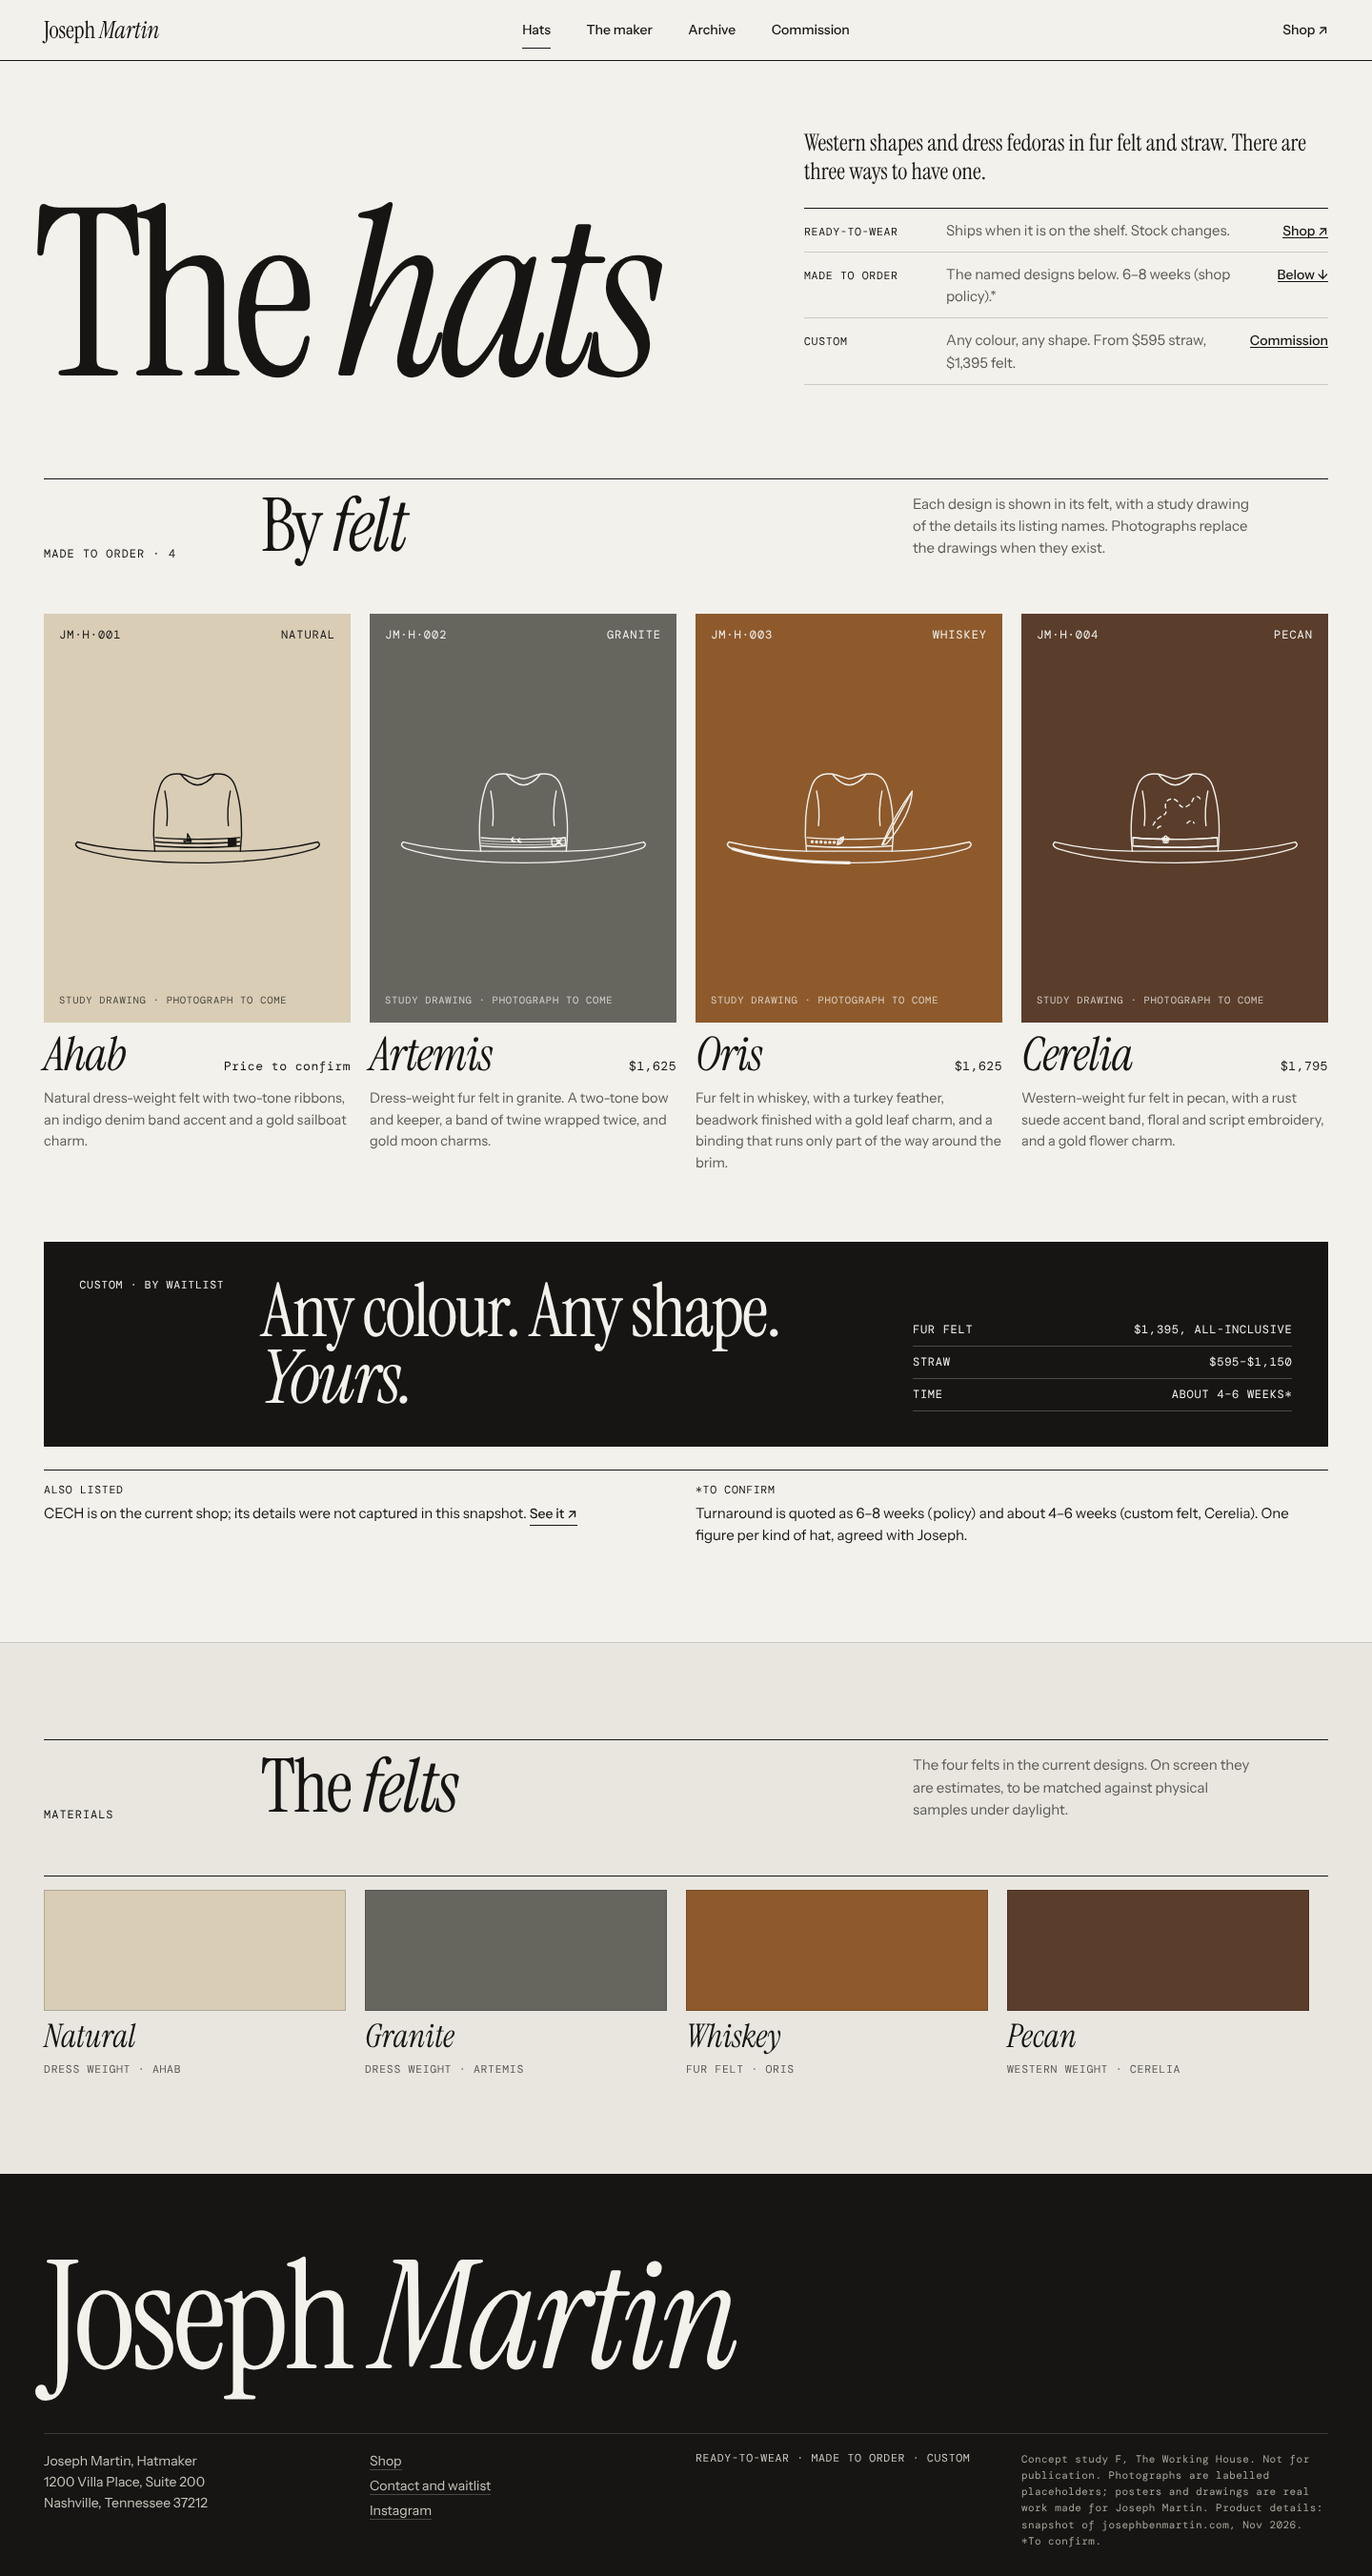 Joseph Martin
Hats
The maker
Archive
Commission
Shop ↗
The hats
Western shapes and dress fedoras in fur felt and straw. There are
three ways to have one.
READY-TO-WEAR
Ships when it is on the shelf. Stock changes.
Shop ↗
MADE TO ORDER
The named designs below. 6–8 weeks (shop
policy).*
Below ↓
CUSTOM
Any colour, any shape. From $595 straw,
$1,395 felt.
Commission
MADE TO ORDER · 4
By felt
Each design is shown in its felt, with a study drawing
of the details its listing names. Photographs replace
the drawings when they exist.
JM·H·001
NATURAL
STUDY DRAWING · PHOTOGRAPH TO COME
Ahab
Price to confirm
Natural dress-weight felt with two-tone ribbons,
an indigo denim band accent and a gold sailboat
charm.
JM·H·002
GRANITE
STUDY DRAWING · PHOTOGRAPH TO COME
Artemis
$1,625
Dress-weight fur felt in granite. A two-tone bow
and keeper, a band of twine wrapped twice, and
gold moon charms.
JM·H·003
WHISKEY
STUDY DRAWING · PHOTOGRAPH TO COME
Oris
$1,625
Fur felt in whiskey, with a turkey feather,
beadwork finished with a gold leaf charm, and a
binding that runs only part of the way around the
brim.
JM·H·004
PECAN
STUDY DRAWING · PHOTOGRAPH TO COME
Cerelia
$1,795
Western-weight fur felt in pecan, with a rust
suede accent band, floral and script embroidery,
and a gold flower charm.
CUSTOM · BY WAITLIST
Any colour. Any shape.
Yours.
FUR FELT
$1,395, ALL-INCLUSIVE
STRAW
$595–$1,150
TIME
ABOUT 4–6 WEEKS*
ALSO LISTED
CECH is on the current shop; its details were not captured in this snapshot. See it ↗
*TO CONFIRM
Turnaround is quoted as 6–8 weeks (policy) and about 4–6 weeks (custom felt, Cerelia). One
figure per kind of hat, agreed with Joseph.
MATERIALS
The felts
The four felts in the current designs. On screen they
are estimates, to be matched against physical
samples under daylight.
Natural
DRESS WEIGHT · AHAB
Granite
DRESS WEIGHT · ARTEMIS
Whiskey
FUR FELT · ORIS
Pecan
WESTERN WEIGHT · CERELIA
Joseph Martin
Joseph Martin, Hatmaker
1200 Villa Place, Suite 200
Nashville, Tennessee 37212
Shop
Contact and waitlist
Instagram
READY-TO-WEAR · MADE TO ORDER · CUSTOM
Concept study F, The Working House. Not for
publication. Photographs are labelled
placeholders; posters and drawings are real
work made for Joseph Martin. Product details:
snapshot of josephbenmartin.com, Nov 2026.
*To confirm.